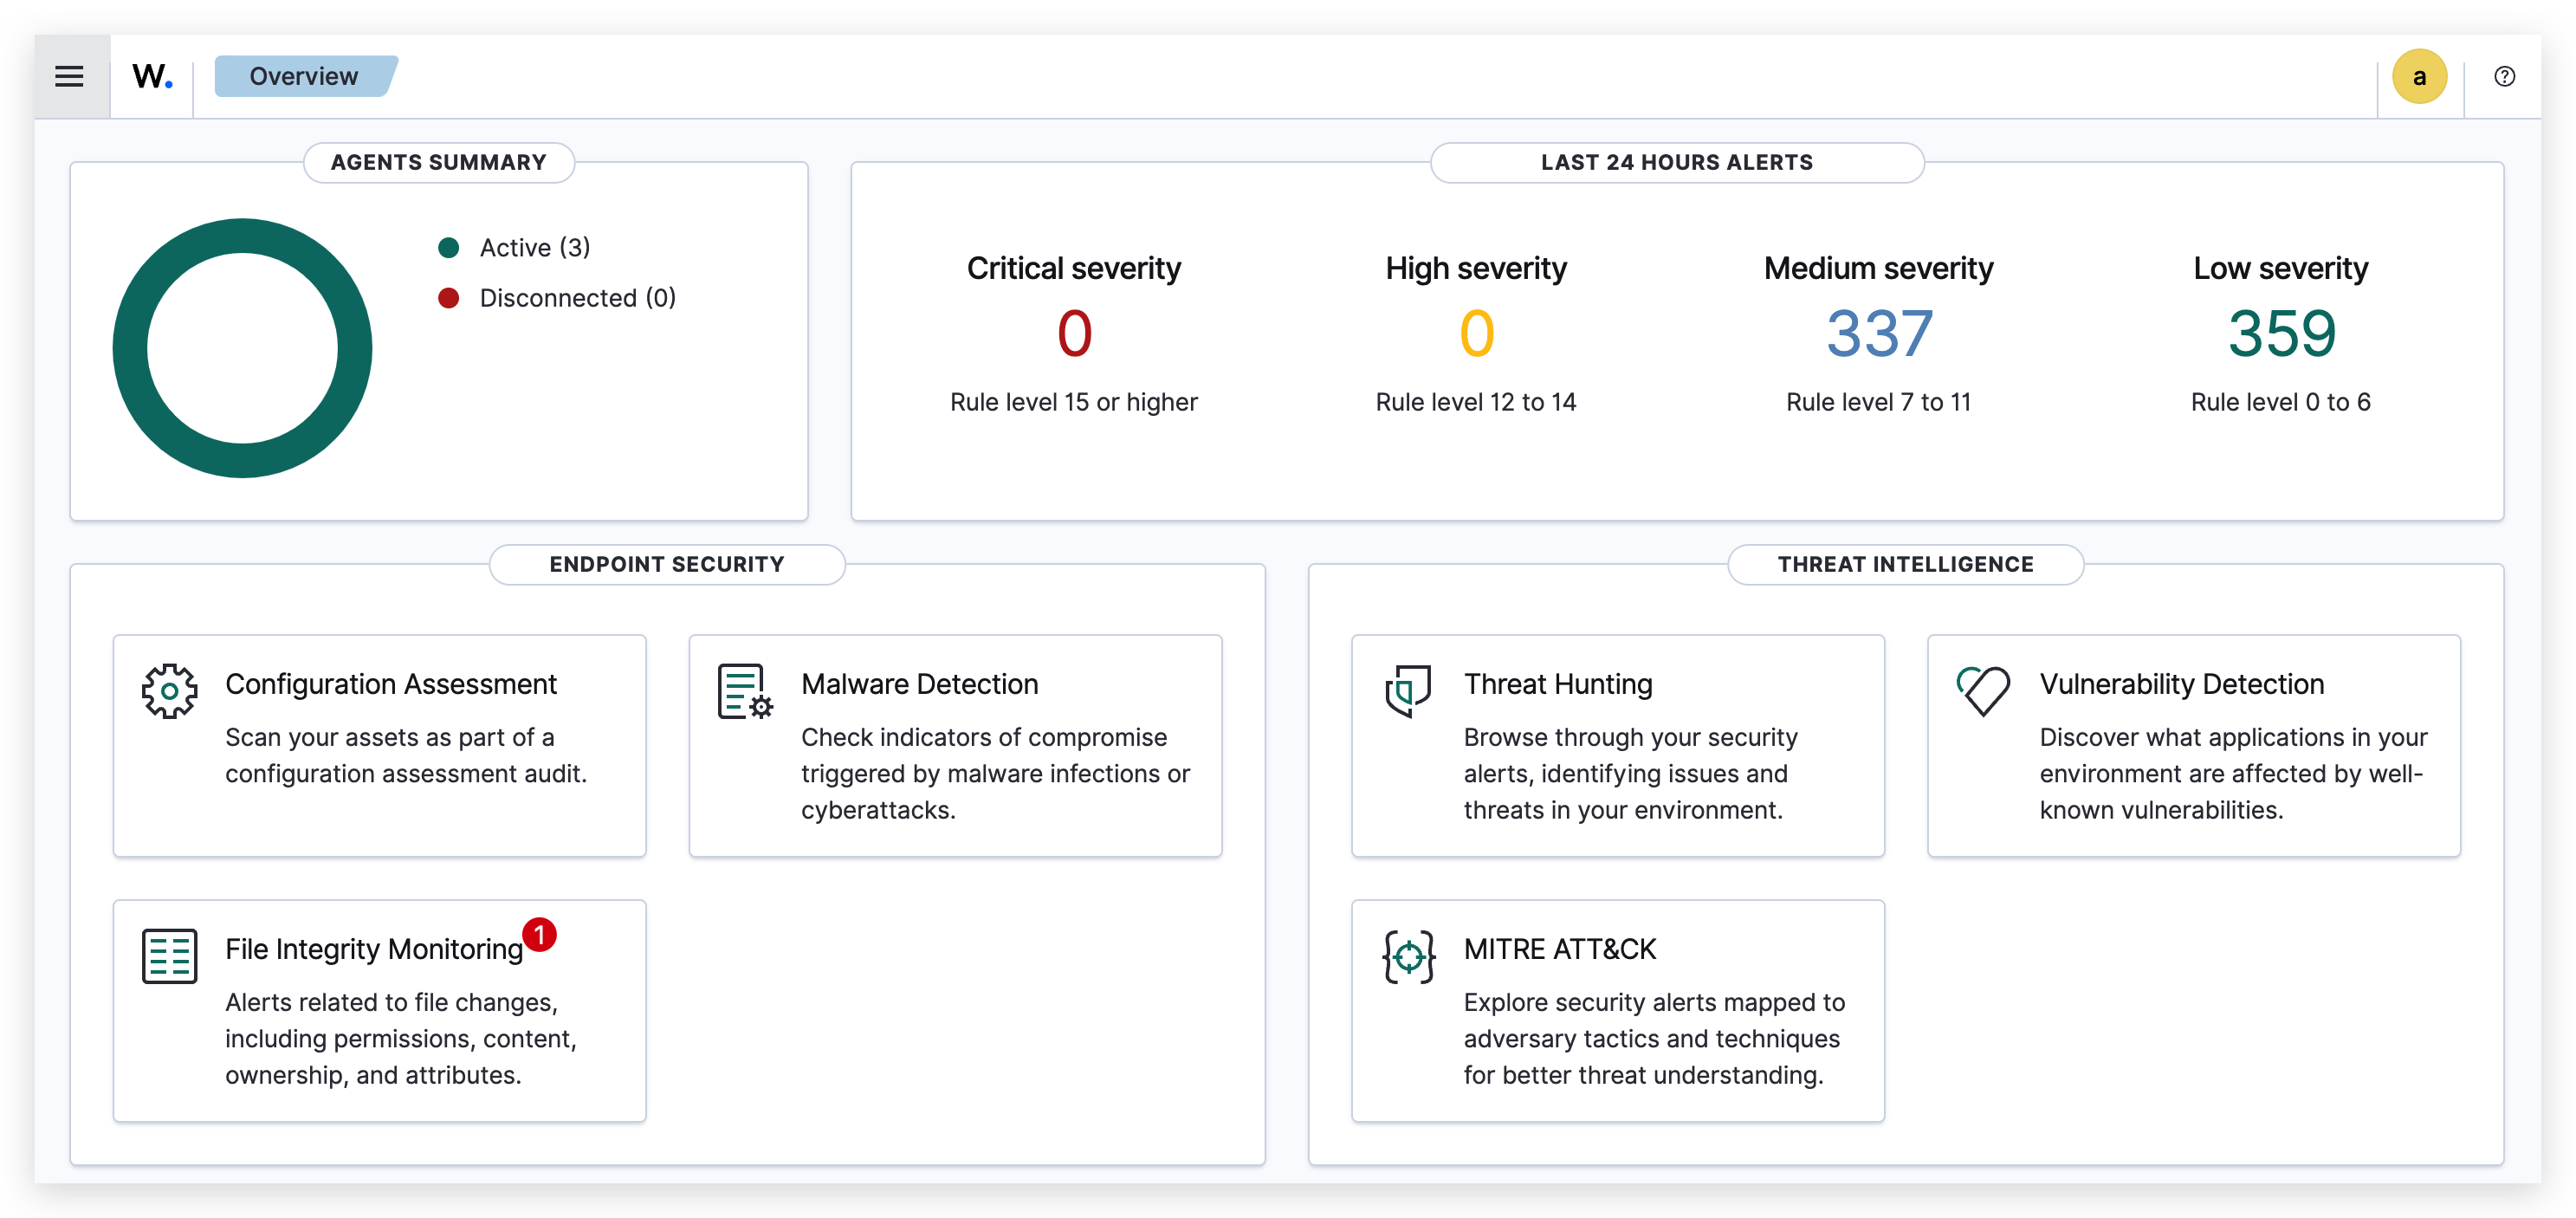 W.
Overview
a
?
AGENTS SUMMARY
Active (3)
Disconnected (0)
LAST 24 HOURS ALERTS
Critical severity
0
Rule level 15 or higher
High severity
0
Rule level 12 to 14
Medium severity
337
Rule level 7 to 11
Low severity
359
Rule level 0 to 6
ENDPOINT SECURITY
Configuration Assessment
Scan your assets as part of a
configuration assessment audit.
Malware Detection
Check indicators of compromise
triggered by malware infections or
cyberattacks.
File Integrity Monitoring 1
Alerts related to file changes,
including permissions, content,
ownership, and attributes.
THREAT INTELLIGENCE
Threat Hunting
Browse through your security
alerts, identifying issues and
threats in your environment.
Vulnerability Detection
Discover what applications in your
environment are affected by well-
known vulnerabilities.
MITRE ATT&CK
Explore security alerts mapped to
adversary tactics and techniques
for better threat understanding.